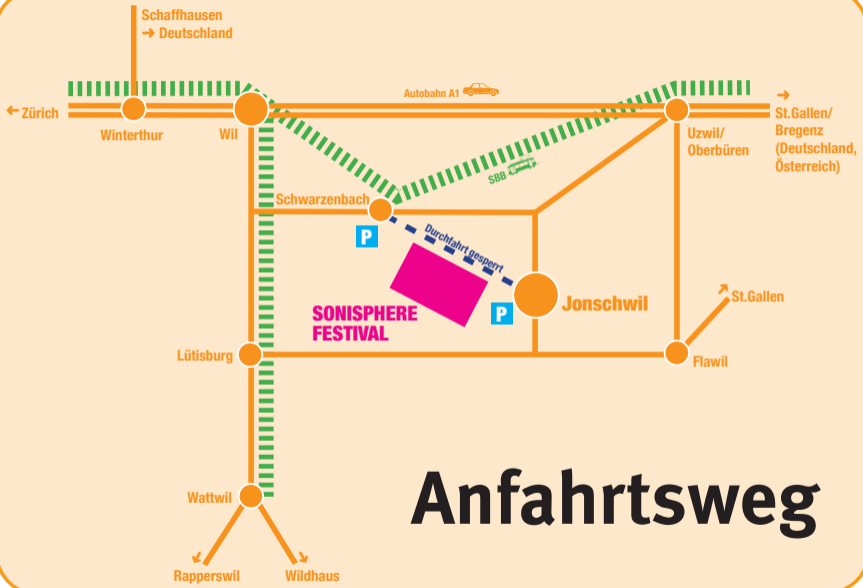 Schaffhausen
→ Deutschland
← Zürich
Winterthur
Wil
Autobahn A1
→
St.Gallen/
Bregenz
(Deutschland,
Österreich)
Uzwil/
Oberbüren
SBB
Schwarzenbach
P
Durchfahrt gesperrt
SONISPHERE
FESTIVAL
P
Jonschwil
St.Gallen
Lütisburg
Flawil
Wattwil
Rapperswil
Wildhaus
Anfahrtsweg